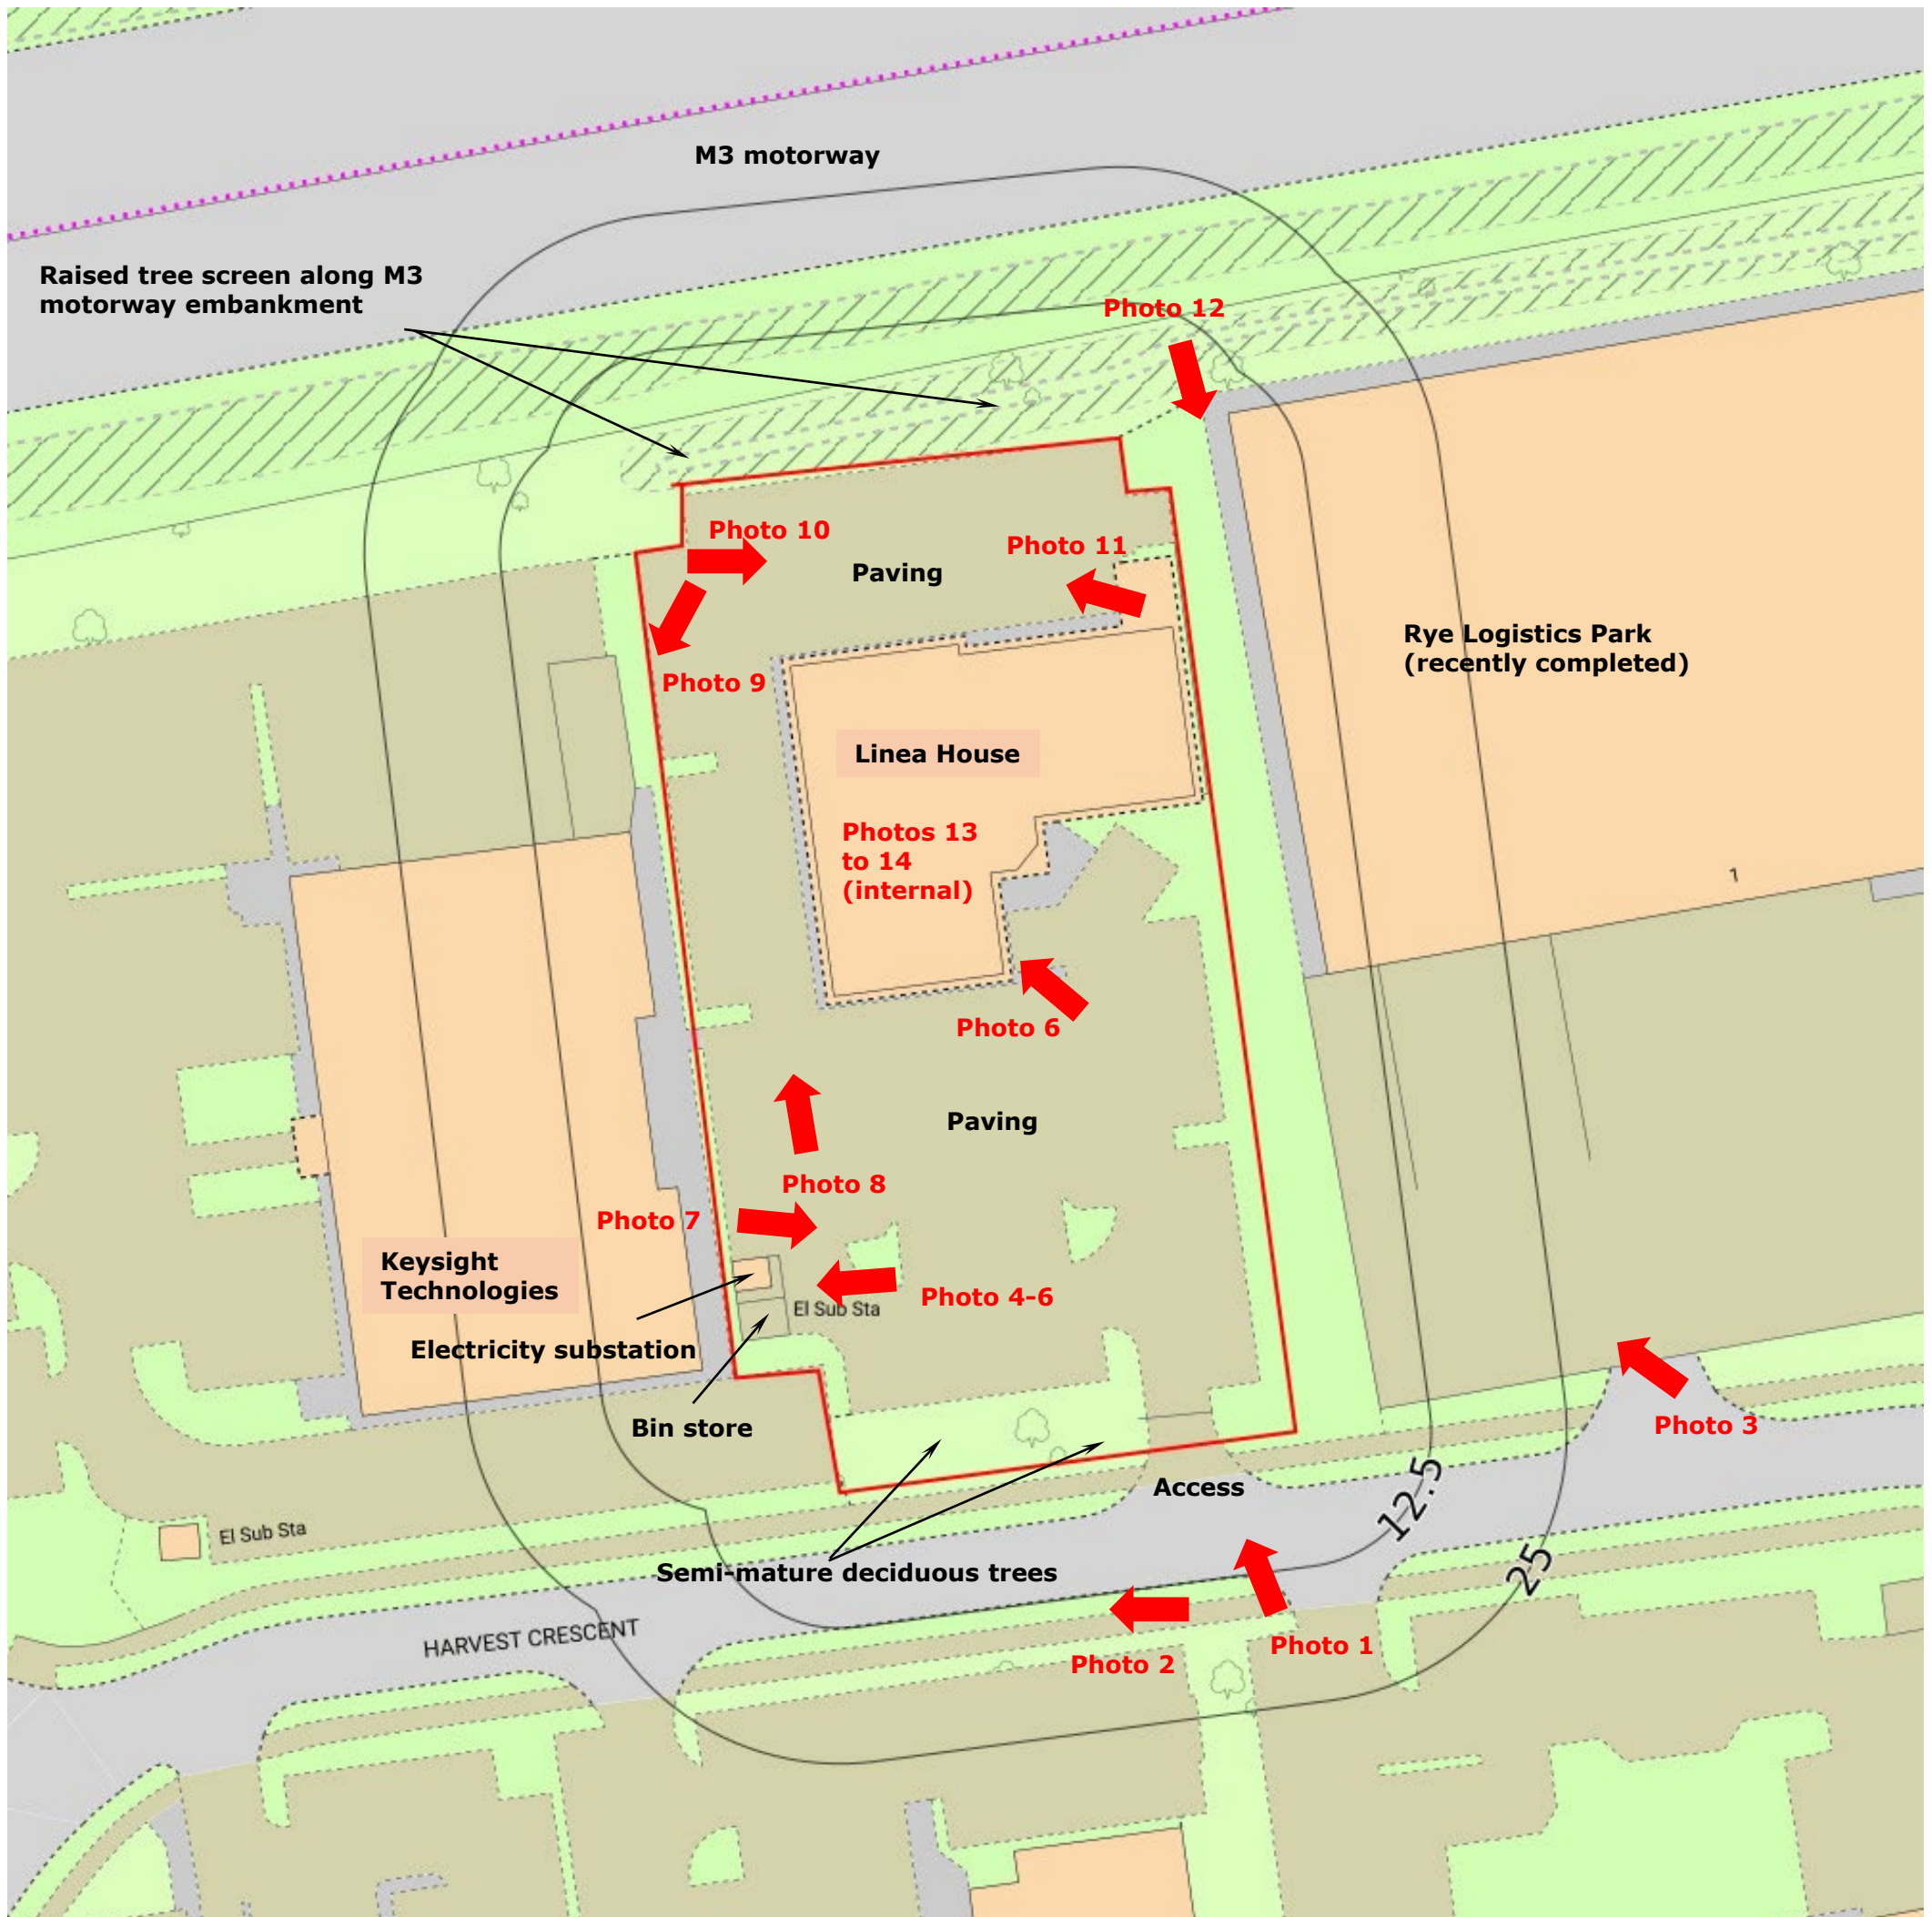 M3 motorway
Raised tree screen along M3
motorway embankment
Photo 12
Photo 10
Photo 11
Paving
Rye Logistics Park
(recently completed)
Photo 9
Linea House
Photos 13
to 14
(internal)
1
Photo 6
Paving
Photo 8
Photo 7
Keysight
Technologies
Photo 4-6
El Sub Sta
Electricity substation
Bin store
Photo 3
Access
12.5
El Sub Sta
Semi-mature deciduous trees
25
HARVEST CRESCENT
Photo 1
Photo 2